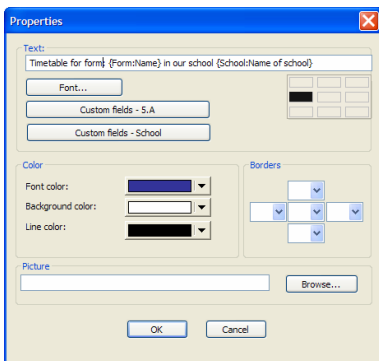 Properties
Text:
Timetable for form: {Form:Name} in our school {School:Name of school}
Font...
Custom fields - 5.A
Custom fields - School
Color
Font color:
Background color:
Line color:
Borders
Picture
Browse...
OK
Cancel